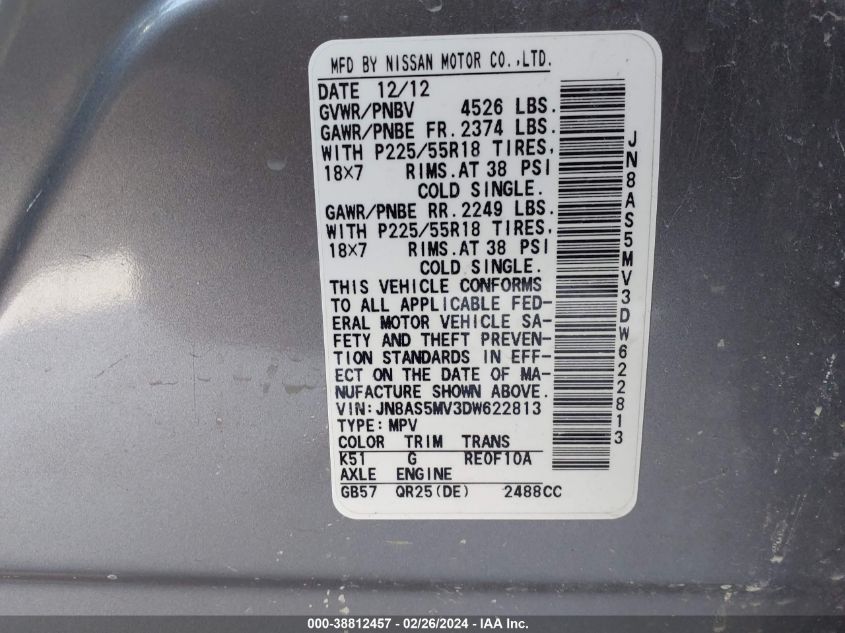 MFD BY NISSAN MOTOR CO.,LTD.
DATE 12/12
GVWR/PNBV 4526 LBS.
GAWR/PNBE FR. 2374 LBS.
WITH P225/55R18 TIRES,
18×7 RIMS.AT 38 PSI
COLD SINGLE.
GAWR/PNBE RR. 2249 LBS.
WITH P225/55R18 TIRES,
18×7 RIMS.AT 38 PSI
COLD SINGLE.
THIS VEHICLE CONFORMS
TO ALL APPLICABLE FED-
ERAL MOTOR VEHICLE SA-
FETY AND THEFT PREVEN-
TION STANDARDS IN EFF-
ECT ON THE DATE OF MA-
NUFACTURE SHOWN ABOVE.
VIN:JN8AS5MV3DW622813
TYPE:MPV
COLOR TRIM TRANS
K51 G RE0F10A
AXLE ENGINE
GB57 QR25(DE) 2488CC
JN8AS5MV3DW622813
000-38812457 - 02/26/2024 - IAAI.com